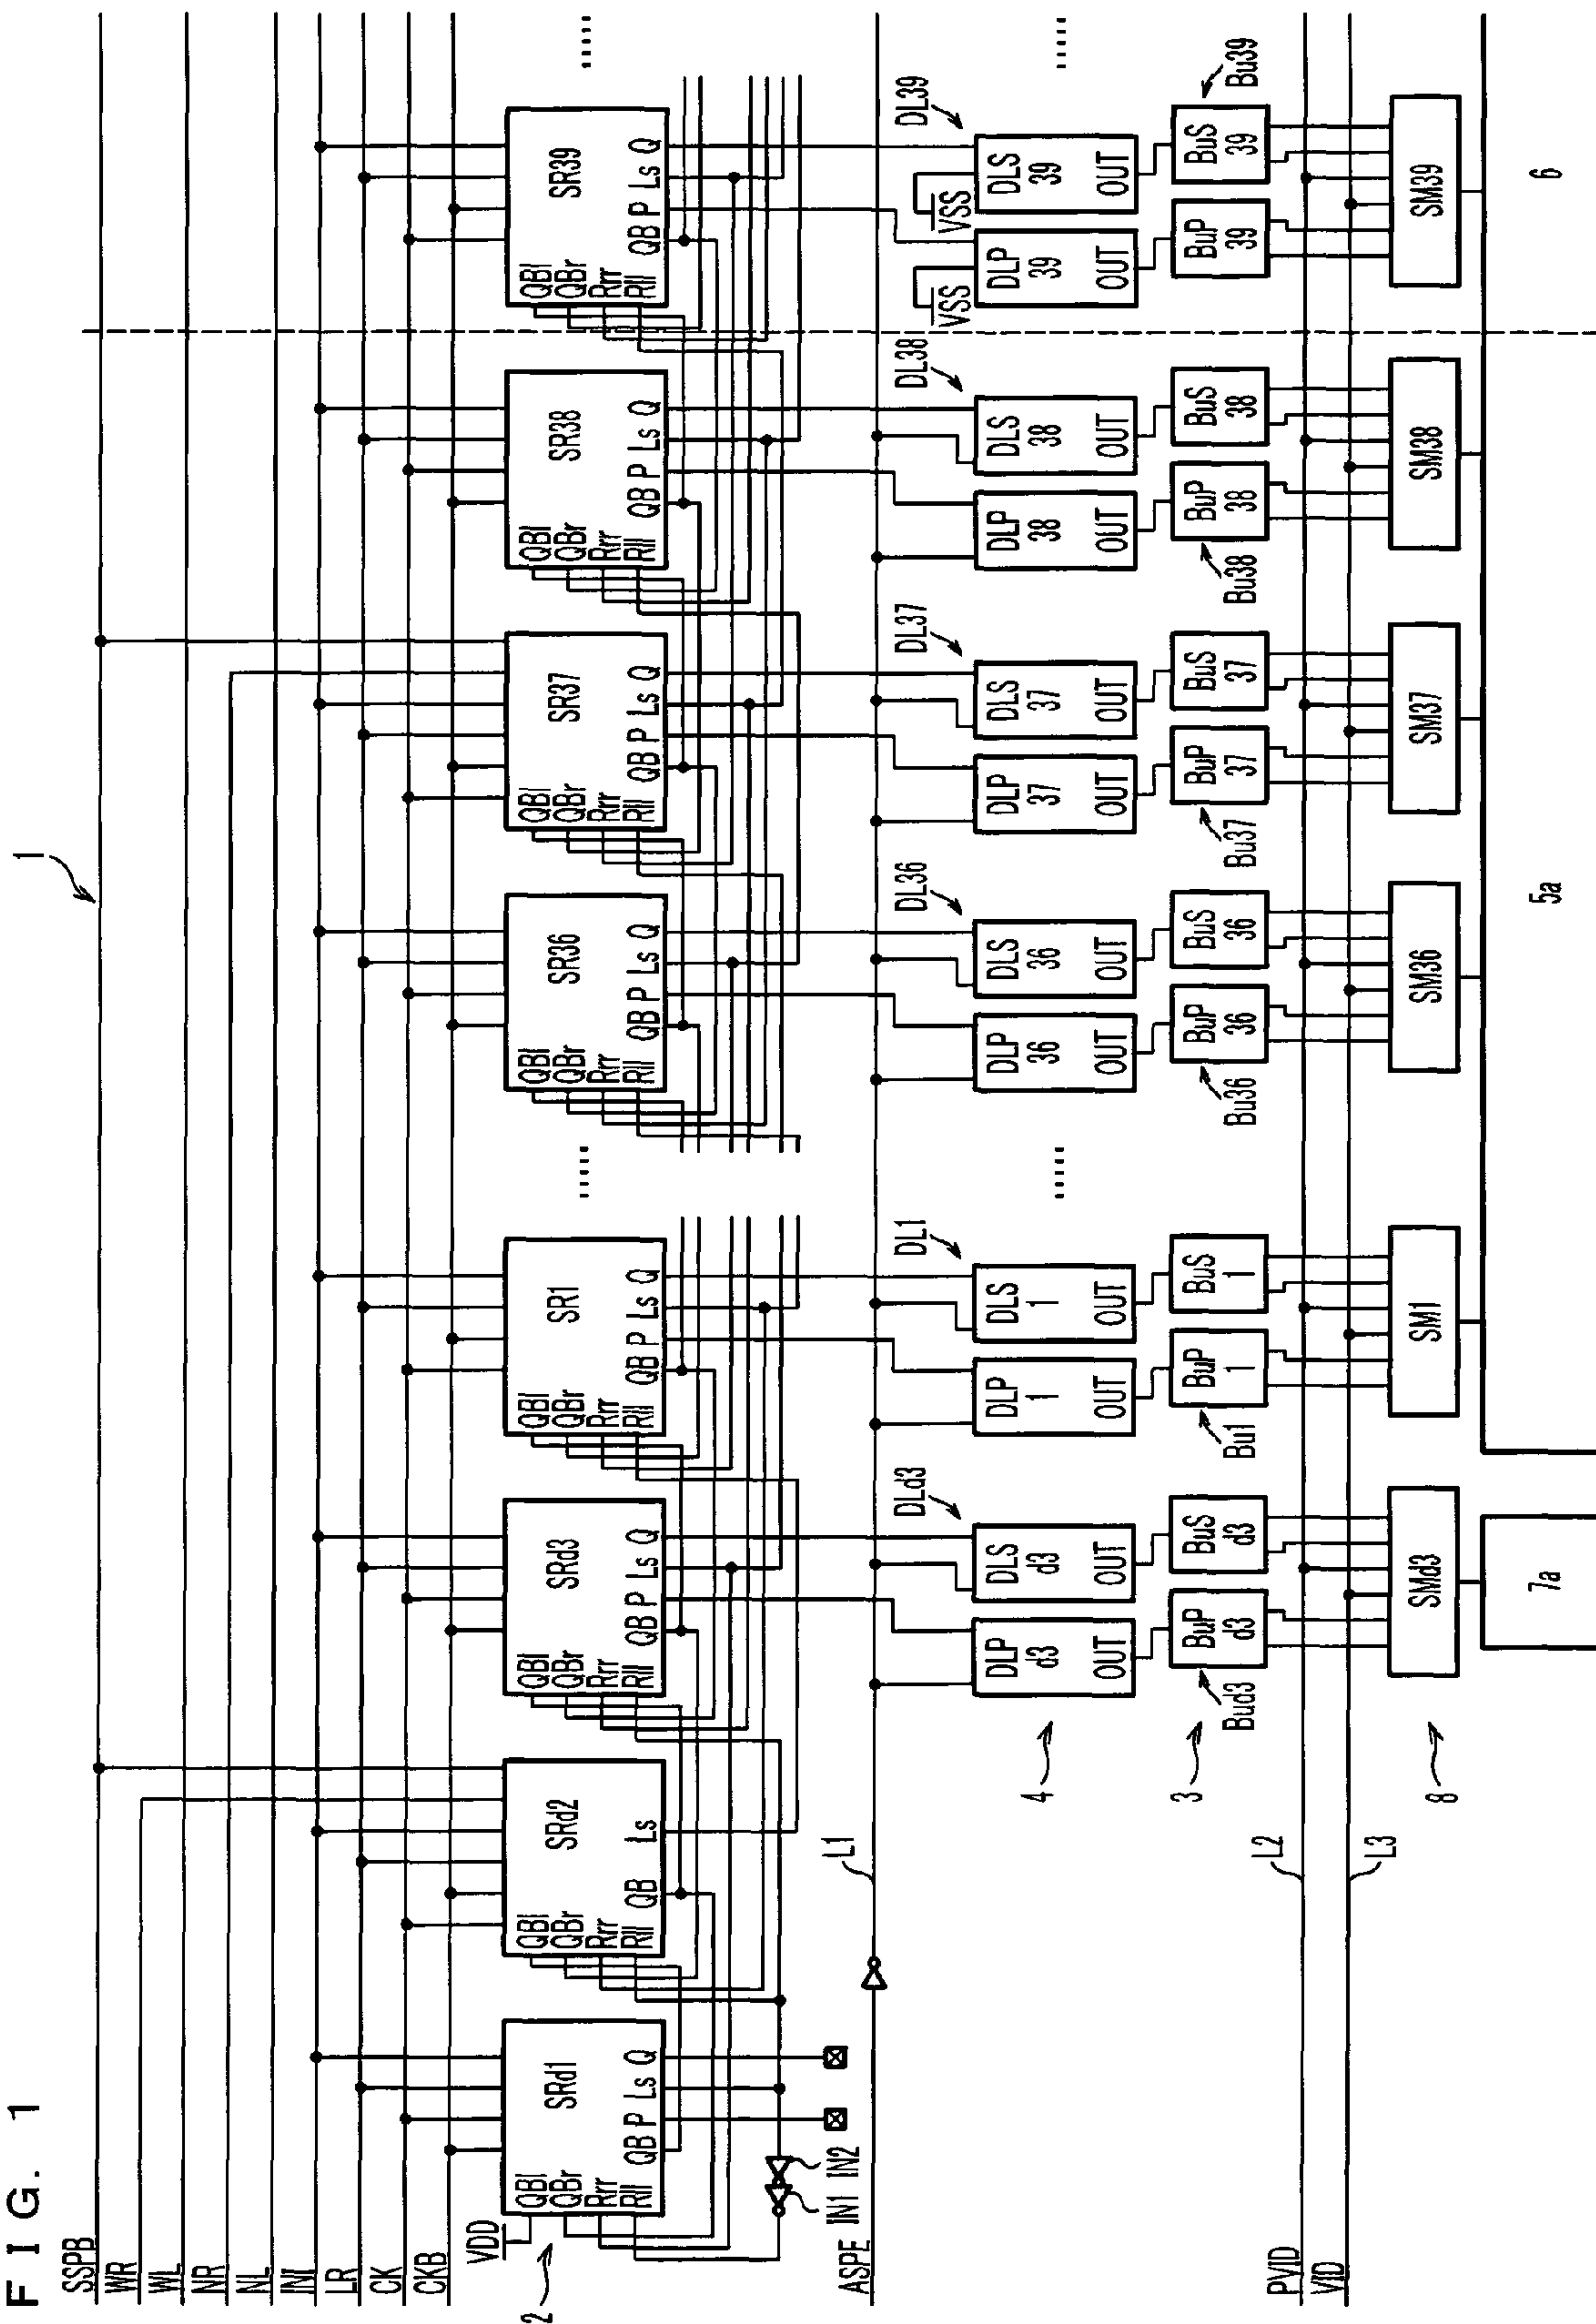 FIG. 1
1
SSPB
WR
WL
NR
NL
INI
LR
CK
CKB
VDD
2
SRd1
QBl
QBr
Rrr
Rll
QB P Ls Q
SRd2
QBl
QBr
Rrr
Rll
QB Ls
SRd3
QBl
QBr
Rrr
Rll
QB P Ls Q
SR1
QBl
QBr
Rrr
Rll
QB P Ls Q
.....
SR36
QBl
QBr
Rrr
Rll
QB P Ls Q
SR37
QBl
QBr
Rrr
Rll
QB P Ls Q
SR38
QBl
QBr
Rrr
Rll
QB P Ls Q
SR39
QBl
QBr
Rrr
Rll
QB P Ls Q
.....
IN1 IN2
ASPE
L1
4
DLd3
DLP
d3
OUT
DLS
d3
OUT
DL1
DLP
1
OUT
DLS
1
OUT
.....
DL36
DLP
36
OUT
DLS
36
OUT
DL37
DLP
37
OUT
DLS
37
OUT
DL38
DLP
38
OUT
DLS
38
OUT
DL39
VSS
DLP
39
OUT
VSS
DLS
39
OUT
.....
3
Bud3
BuP
d3
BuS
d3
Bu1
BuP
1
BuS
1
Bu36
BuP
36
BuS
36
Bu37
BuP
37
BuS
37
Bu38
BuP
38
BuS
38
BuP
39
BuS
39
Bu39
PVID
VID
L2
L3
8
SMd3
SM1
SM36
SM37
SM38
SM39
7a
5a
6